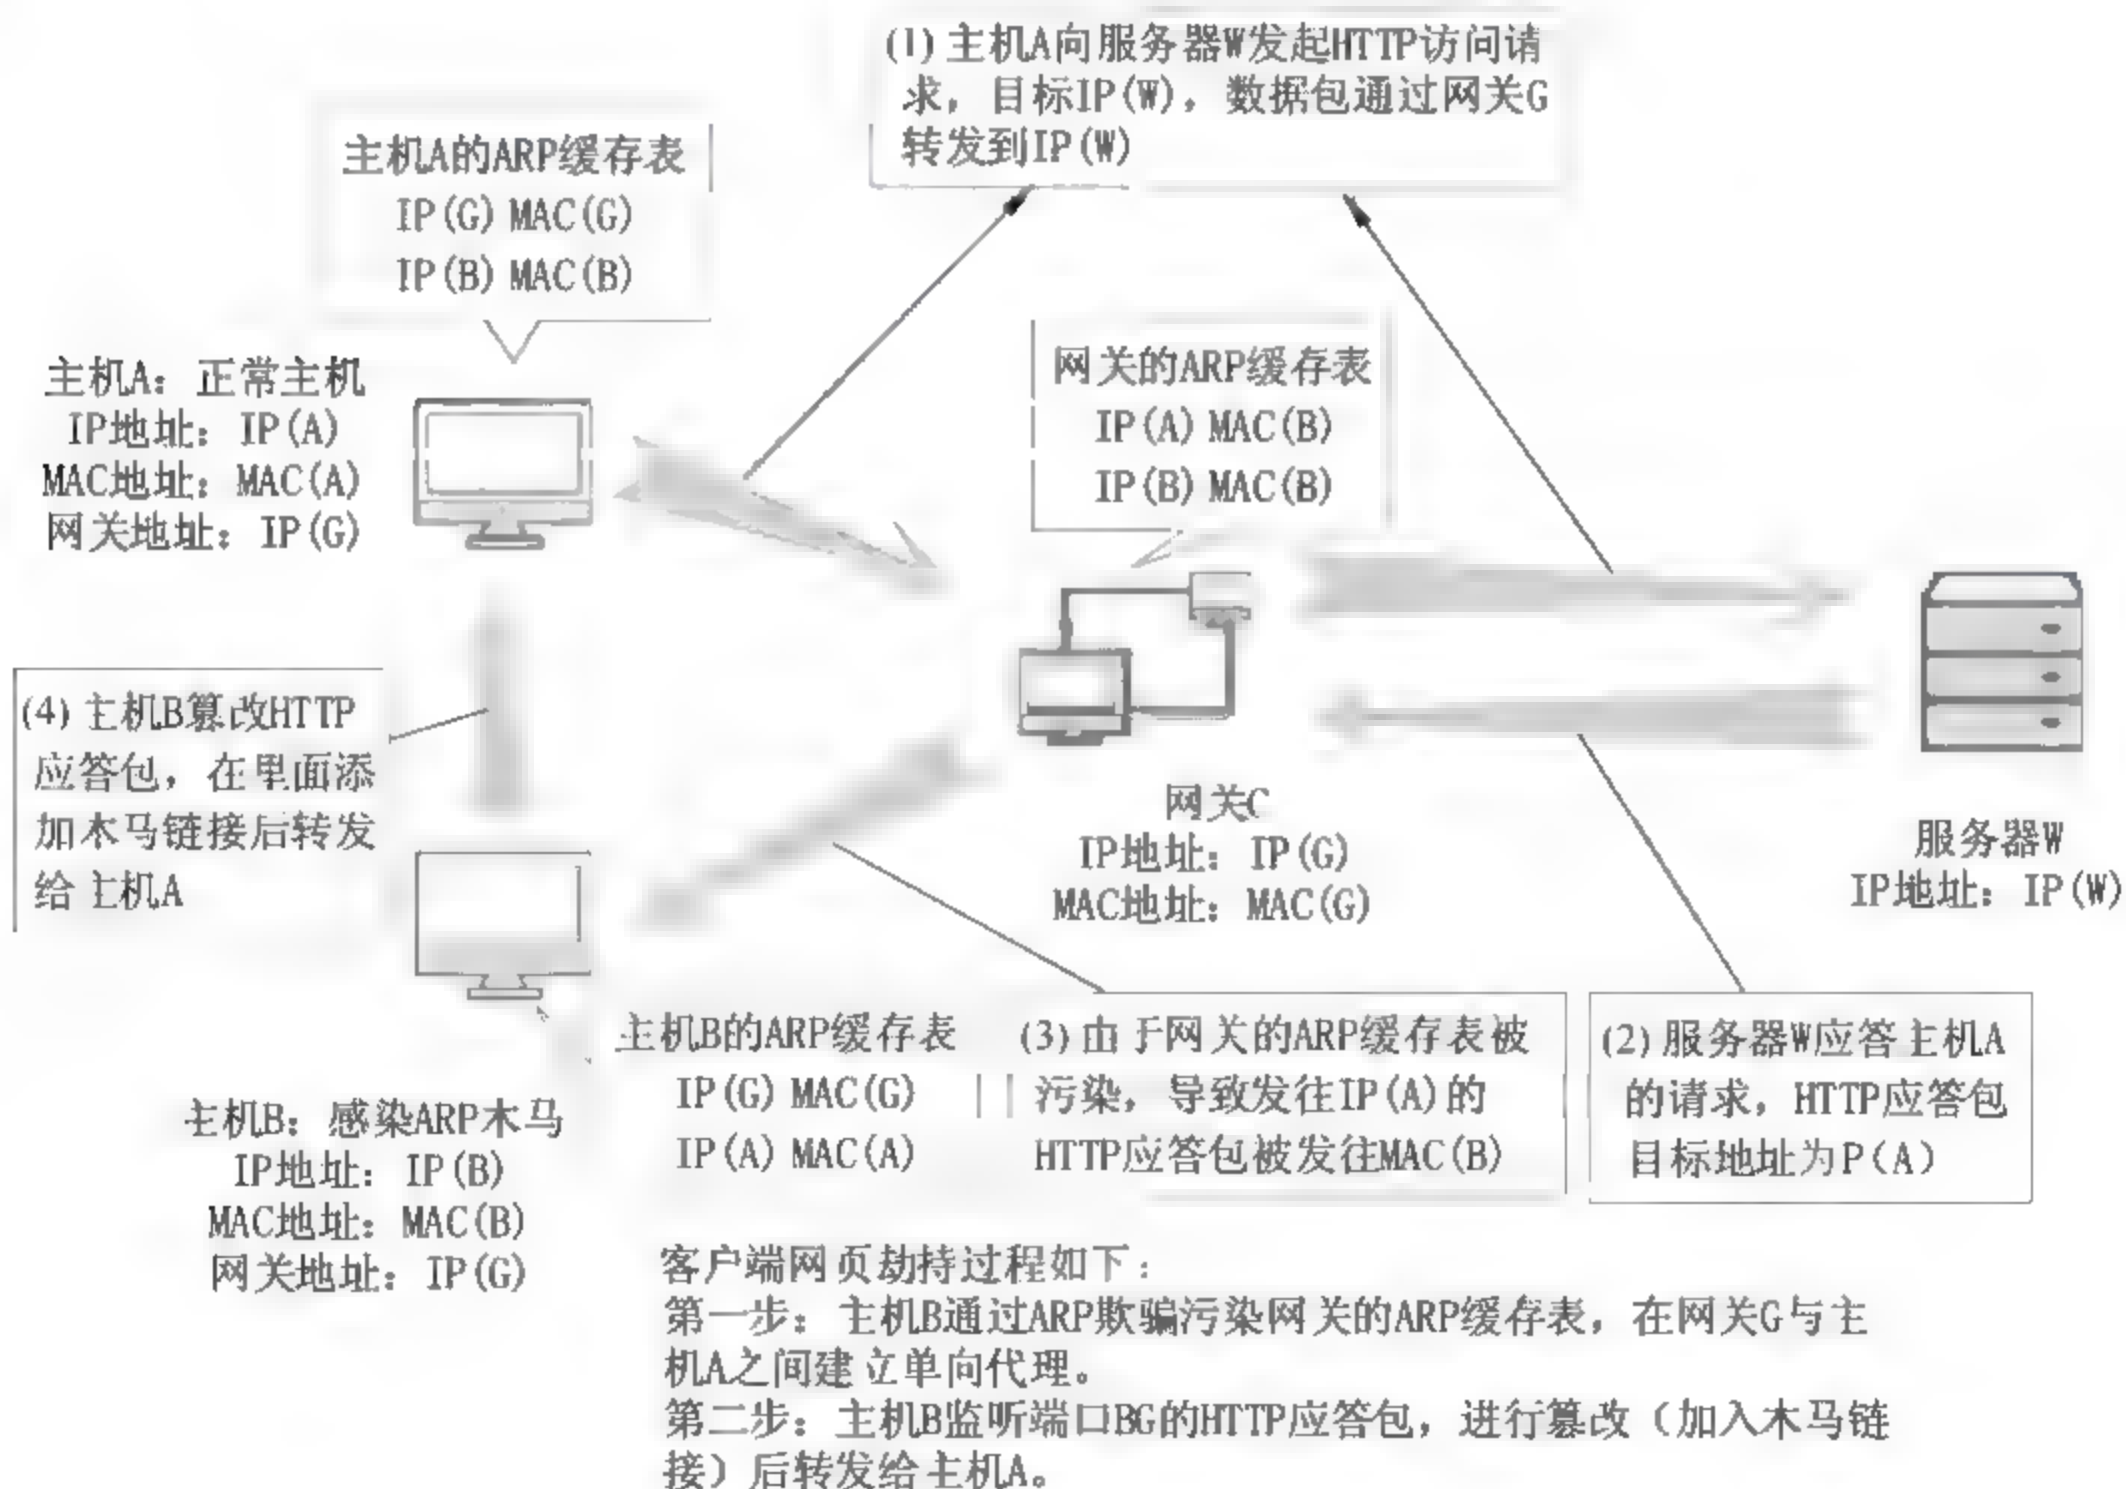 (1) 主机A向服务器W发起HTTP访问请
求，目标IP(W)，数据包通过网关G
转发到IP(W)
主机A的ARP缓存表
IP(G) MAC(G)
IP(B) MAC(B)
主机A：正常主机
IP地址：IP(A)
MAC地址：MAC(A)
网关地址：IP(G)
网关的ARP缓存表
IP(A) MAC(B)
IP(B) MAC(B)
(4) 主机B篡改HTTP
应答包，在里面添
加木马链接后转发
给主机A
网关C
IP地址：IP(G)
MAC地址：MAC(G)
服务器W
IP地址：IP(W)
主机B的ARP缓存表
IP(G) MAC(G)
IP(A) MAC(A)
(3) 由于网关的ARP缓存表被
污染，导致发往IP(A)的
HTTP应答包被发往MAC(B)
(2) 服务器W应答主机A
的请求，HTTP应答包
目标地址为P(A)
主机B：感染ARP木马
IP地址：IP(B)
MAC地址：MAC(B)
网关地址：IP(G)
客户端网页劫持过程如下：
第一步：主机B通过ARP欺骗污染网关的ARP缓存表，在网关G与主
机A之间建立单向代理。
第二步：主机B监听端口BG的HTTP应答包，进行篡改（加入木马链
接）后转发给主机A。